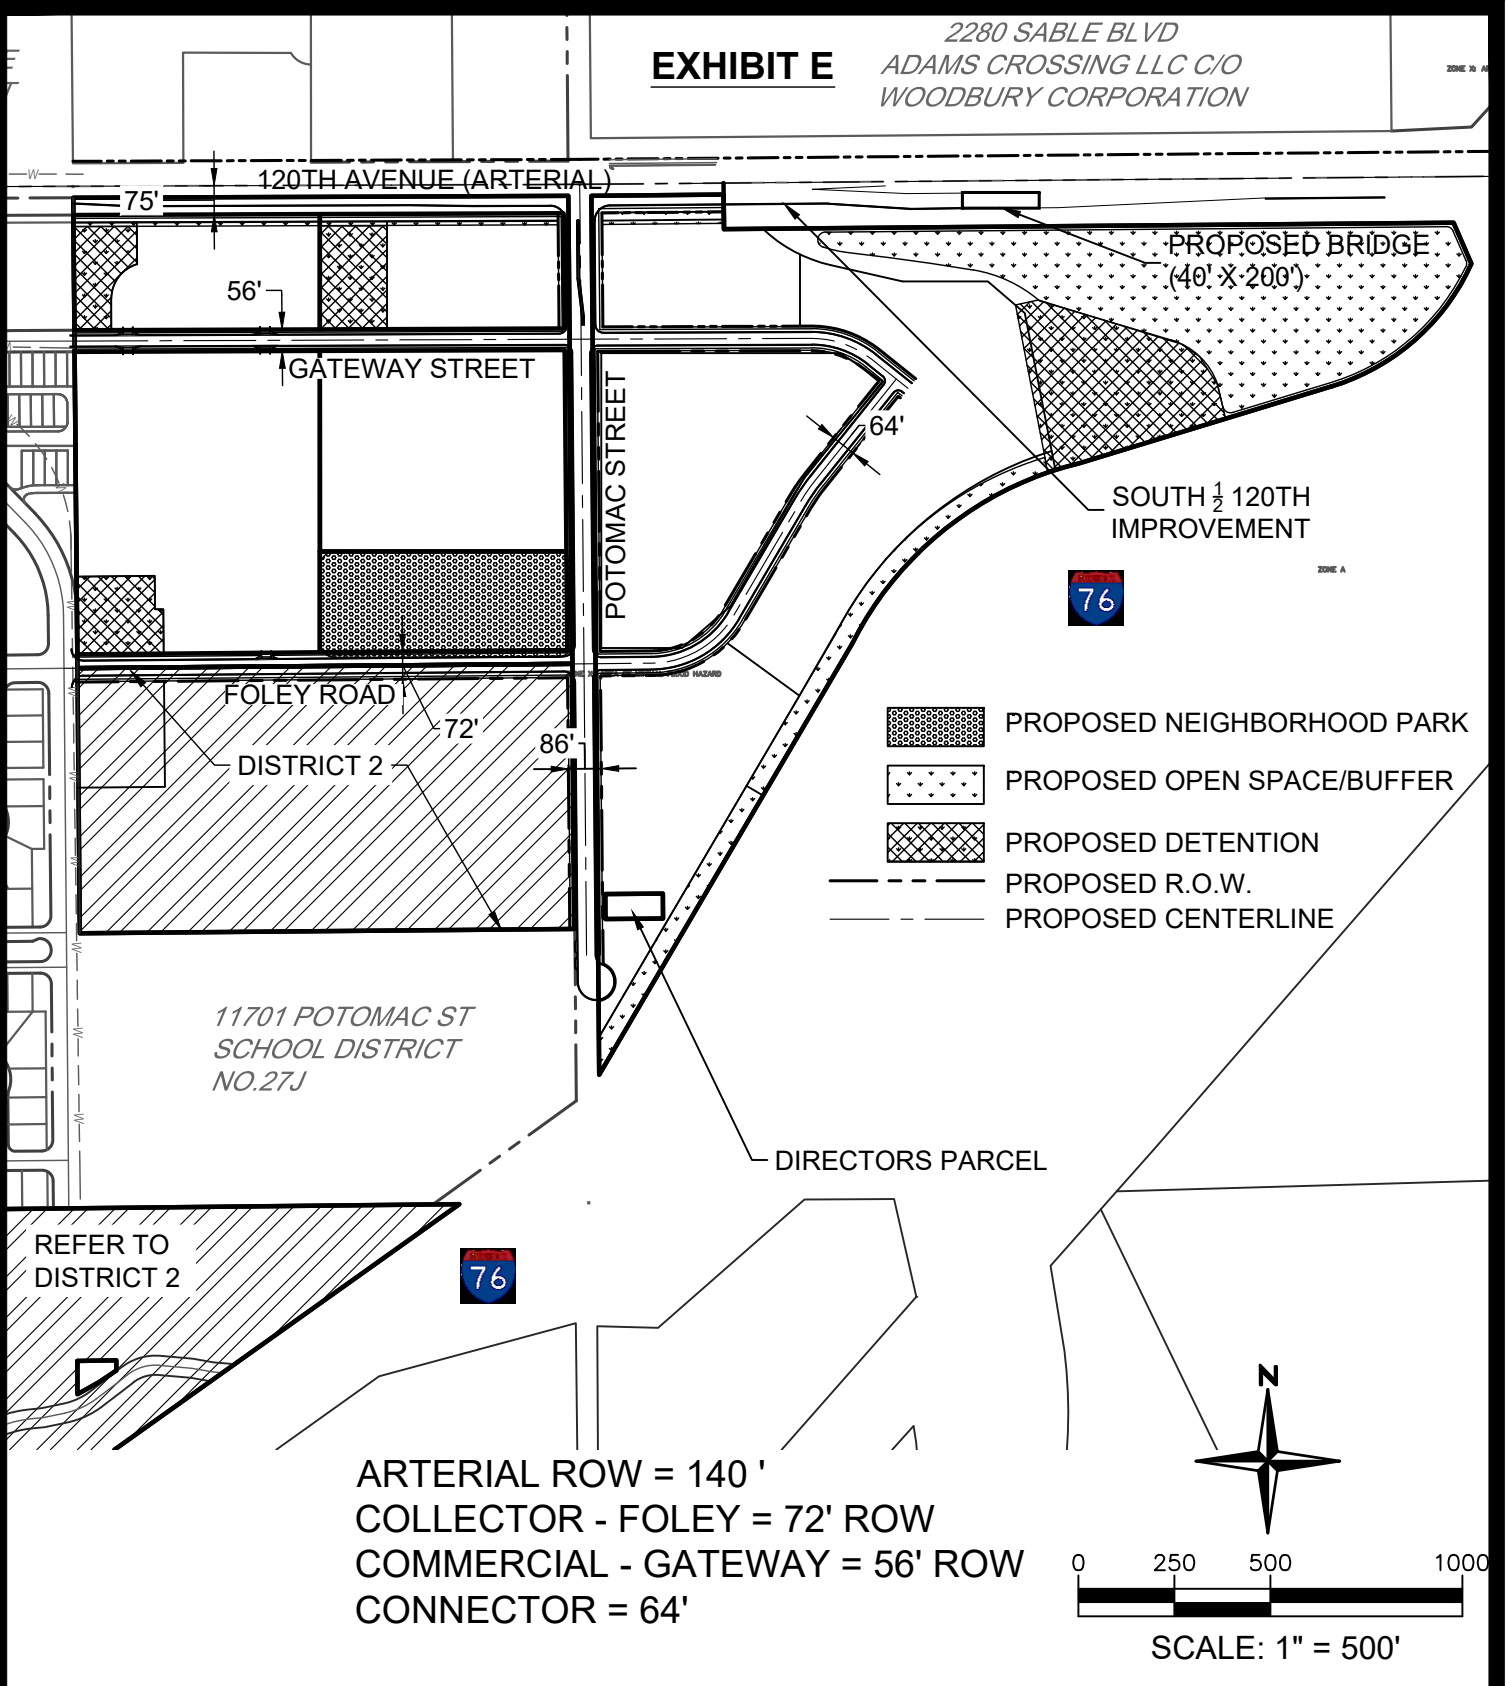 EXHIBIT E
2280 SABLE BLVD
ADAMS CROSSING LLC C/O
WOODBURY CORPORATION
120TH AVENUE (ARTERIAL)
75'
PROPOSED BRIDGE
(40' X 200')
56'
GATEWAY STREET
POTOMAC STREET
64'
SOUTH 1/2 120TH
IMPROVEMENT
ZONE A
76
FOLEY ROAD
72'
86'
DISTRICT 2
PROPOSED NEIGHBORHOOD PARK
PROPOSED OPEN SPACE/BUFFER
PROPOSED DETENTION
PROPOSED R.O.W.
PROPOSED CENTERLINE
11701 POTOMAC ST
SCHOOL DISTRICT
NO.27J
DIRECTORS PARCEL
REFER TO
DISTRICT 2
76
N
ARTERIAL ROW = 140 '
COLLECTOR - FOLEY = 72' ROW
COMMERCIAL - GATEWAY = 56' ROW
CONNECTOR = 64'
0 250 500 1000
SCALE: 1" = 500'